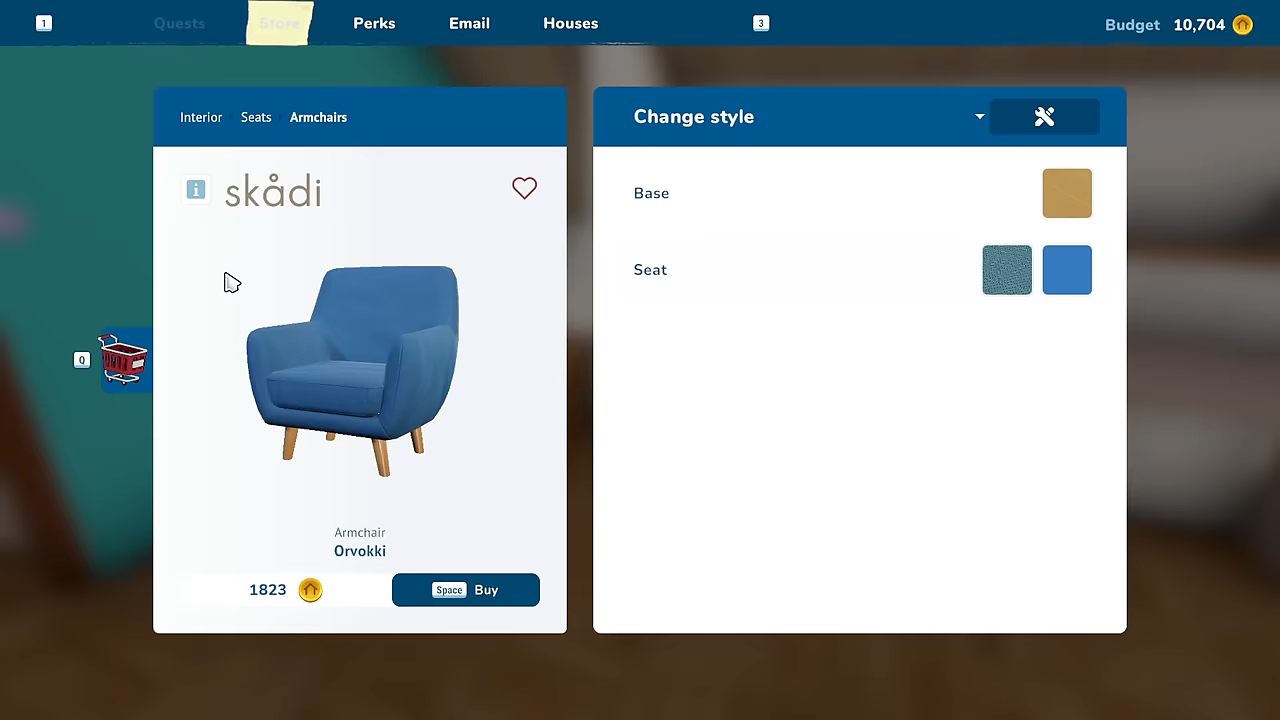 1 Quests Store Perks Email Houses 3 Budget 10,704
Interior Seats Armchairs
Change style
i skådi
Base
Seat
Q
Armchair
Orvokki
1823 Space Buy